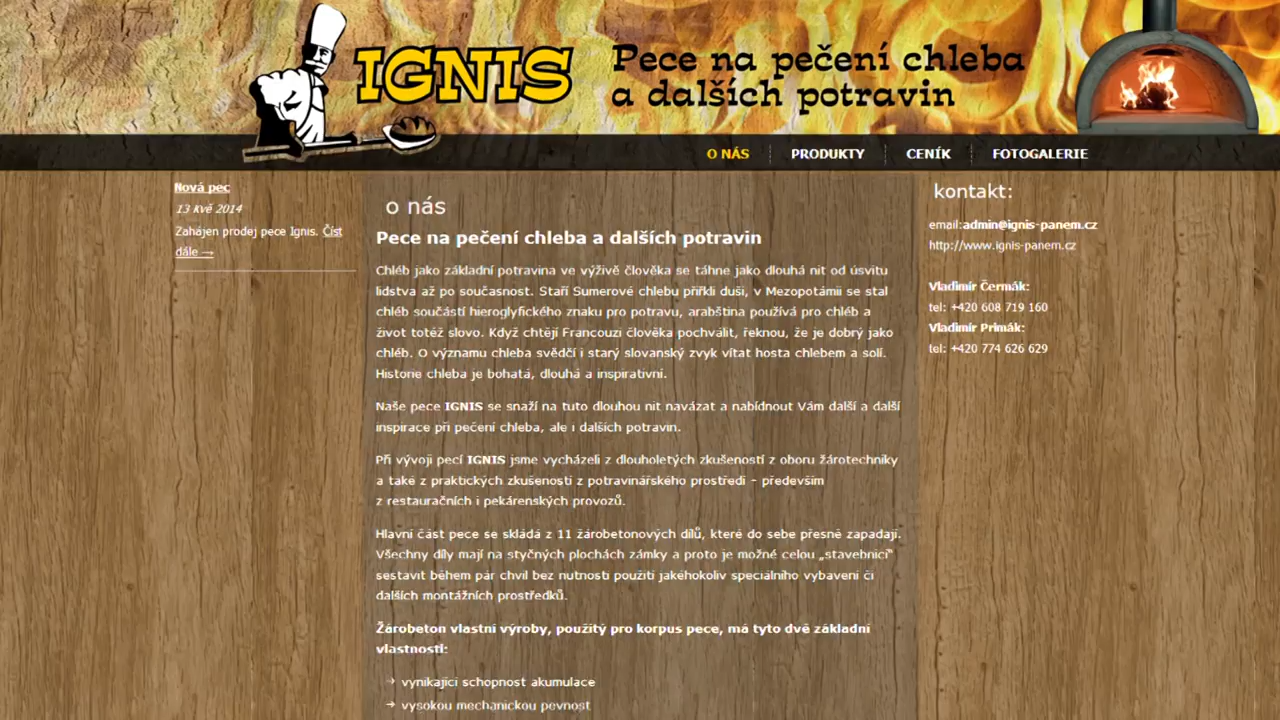 IGNIS
Pece na pečení chleba
a dalších potravin
O NÁS
PRODUKTY
CENÍK
FOTOGALERIE
Nová pec
13 Kvě 2014
Zahájen prodej pece Ignis. Číst
dále →
o nás
Pece na pečení chleba a dalších potravin
Chléb jako základní potravina ve výživě člověka se táhne jako dlouhá nit od úsvitu
lidstva až po současnost. Staří Sumerové chlebu přiřkli duši, v Mezopotámii se stal
chléb součástí hieroglyfického znaku pro potravu, arabština používá pro chléb a
život totéž slovo. Když chtějí Francouzi člověka pochválit, řeknou, že je dobrý jako
chléb. O významu chleba svědčí i starý slovanský zvyk vítat hosta chlebem a solí.
Historie chleba je bohatá, dlouhá a inspirativní.
Naše pece IGNIS se snaží na tuto dlouhou nit navázat a nabídnout Vám další a další
inspirace při pečení chleba, ale i dalších potravin.
Při vývoji pecí IGNIS jsme vycházeli z dlouholetých zkušeností z oboru žárotechniky
a také z praktických zkušeností z potravinářského prostředí – především
z restauračních i pekárenských provozů.
Hlavní část pece se skládá z 11 žárobetonových dílů, které do sebe přesně zapadají.
Všechny díly mají na styčných plochách zámky a proto je možné celou „stavebnici"
sestavit během pár chvil bez nutnosti použití jakéhokoliv speciálního vybavení či
dalších montážních prostředků.
Žárobeton vlastní výroby, použitý pro korpus pece, má tyto dvě základní
vlastnosti:
→ vynikající schopnost akumulace
→ vysokou mechanickou pevnost
kontakt:
email:admin@ignis-panem.cz
http://www.ignis-panem.cz
Vladimír Čermák:
tel: +420 608 719 160
Vladimír Primák:
tel: +420 774 626 629